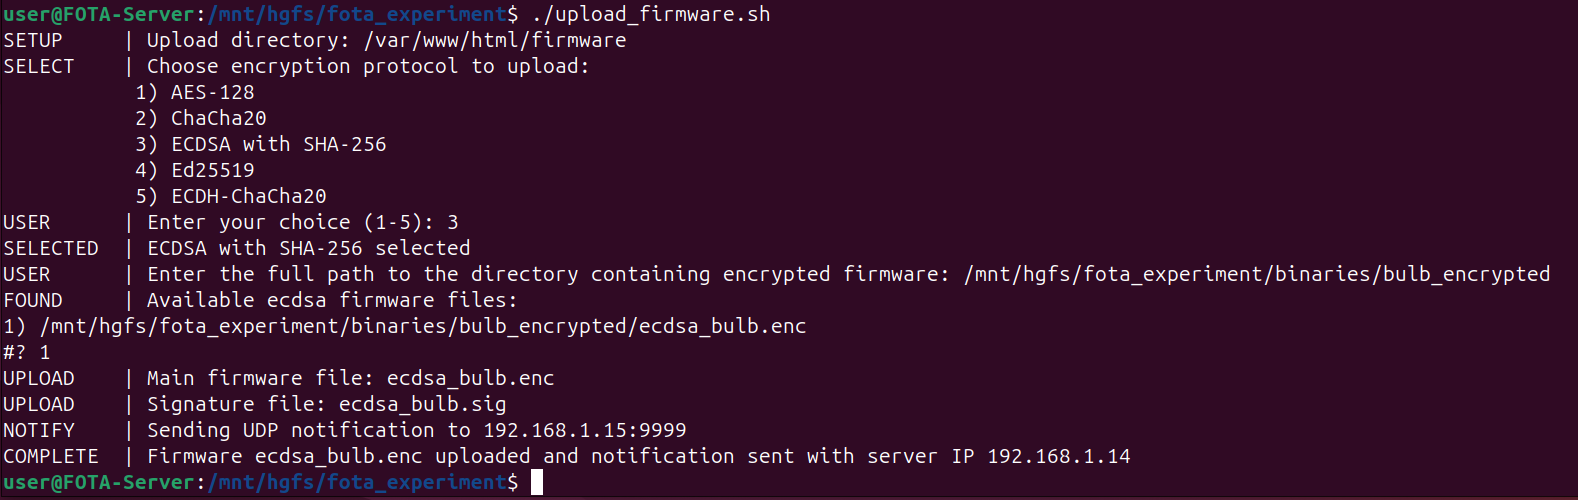 user@FOTA-Server:/mnt/hgfs/fota_experiment$ ./upload_firmware.sh
SETUP     | Upload directory: /var/www/html/firmware
SELECT    | Choose encryption protocol to upload:
           1) AES-128
           2) ChaCha20
           3) ECDSA with SHA-256
           4) Ed25519
           5) ECDH-ChaCha20
USER      | Enter your choice (1-5): 3
SELECTED  | ECDSA with SHA-256 selected
USER      | Enter the full path to the directory containing encrypted firmware: /mnt/hgfs/fota_experiment/binaries/bulb_encrypted
FOUND     | Available ecdsa firmware files:
1) /mnt/hgfs/fota_experiment/binaries/bulb_encrypted/ecdsa_bulb.enc
#? 1
UPLOAD    | Main firmware file: ecdsa_bulb.enc
UPLOAD    | Signature file: ecdsa_bulb.sig
NOTIFY    | Sending UDP notification to 192.168.1.15:9999
COMPLETE  | Firmware ecdsa_bulb.enc uploaded and notification sent with server IP 192.168.1.14
user@FOTA-Server:/mnt/hgfs/fota_experiment$